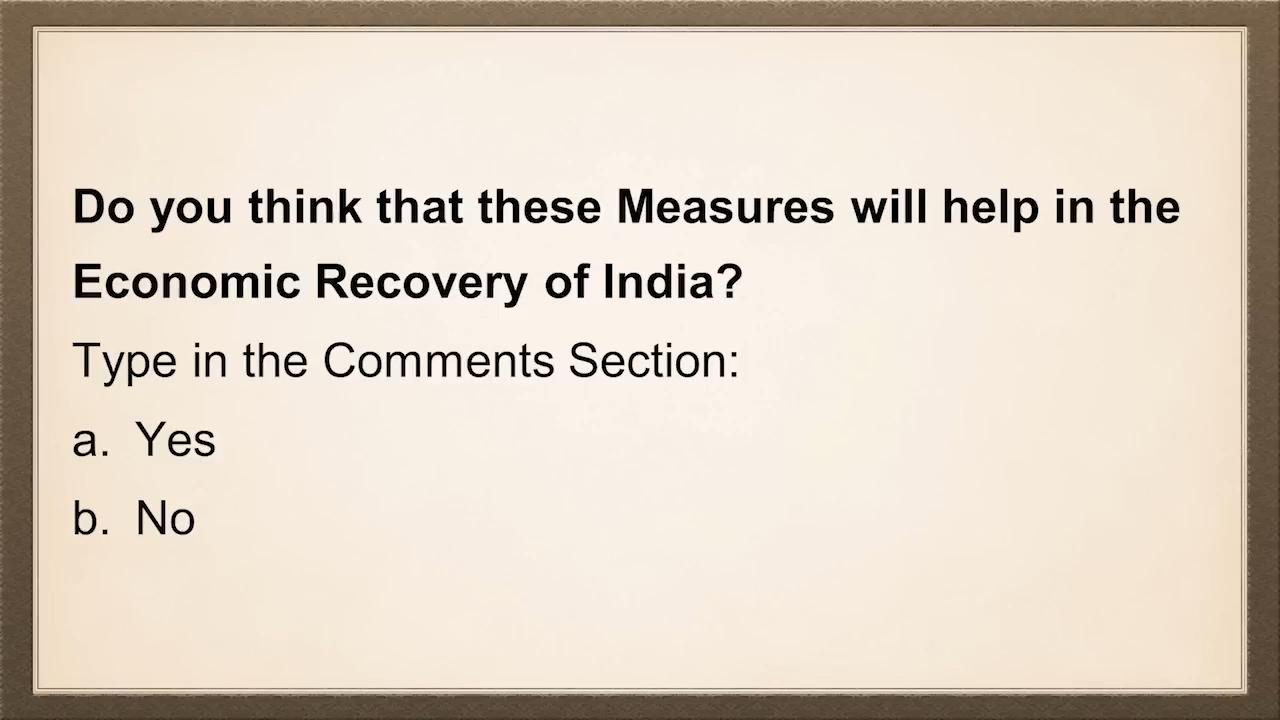 Do you think that these Measures will help in the
Economic Recovery of India?
Type in the Comments Section:
a. Yes
b. No